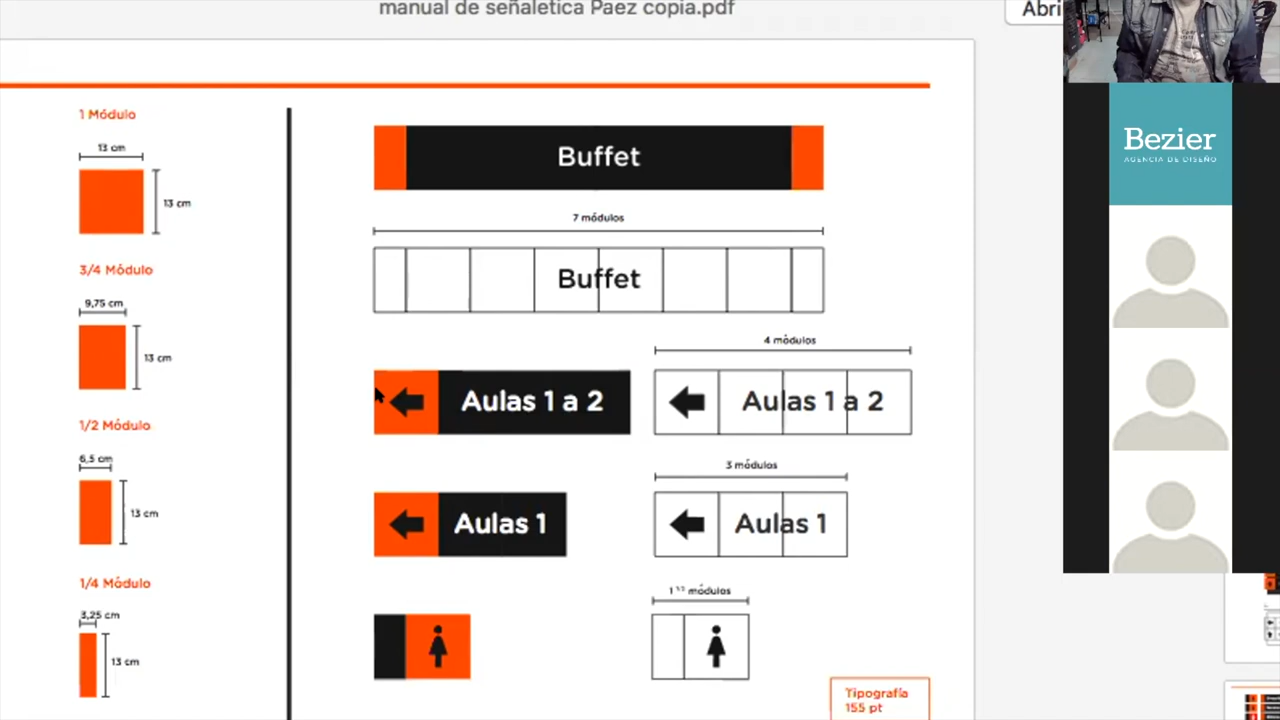 manual de señaletica Paez copia.pdf
Abri
1 Módulo
13 cm
13 cm
3/4 Módulo
9,75 cm
13 cm
1/2 Módulo
6,5 cm
13 cm
1/4 Módulo
3,25 cm
13 cm
Buffet
7 módulos
Buffet
Aulas 1 a 2
4 módulos
Aulas 1 a 2
Aulas 1
3 módulos
Aulas 1
1 1/2 módulos
Tipografía
155 pt
Bezier
AGENCIA DE DISEÑO